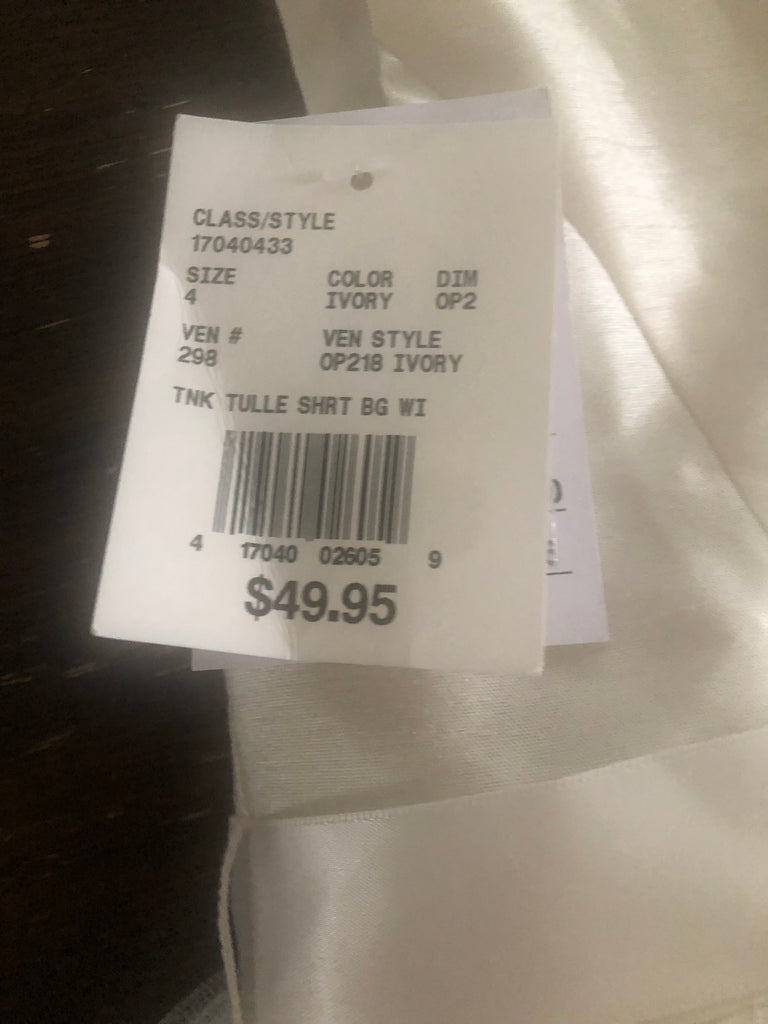 CLASS/STYLE
17040433
SIZE COLOR DIM
4 IVORY OP2
VEN # VEN STYLE
298 OP218 IVORY
TNK TULLE SHRT BG WI
4 17040 02605 9
$49.95